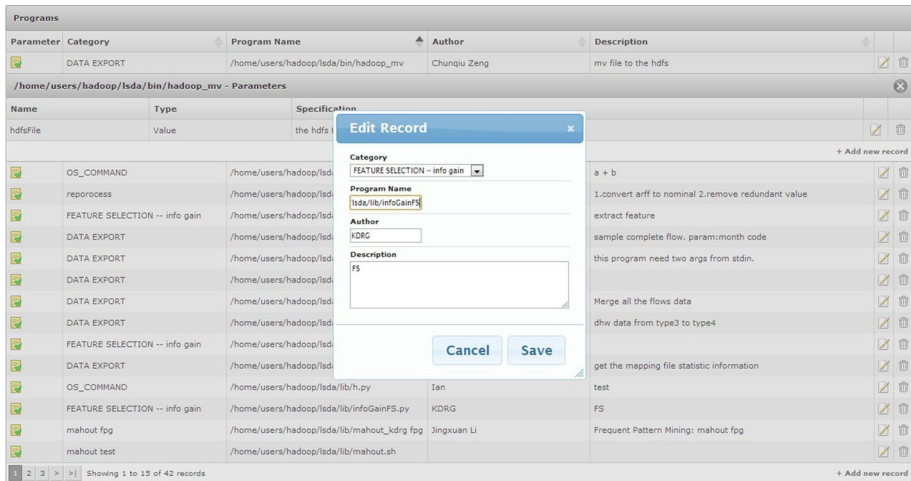 Programs
Parameter Category Program Name Author Description
DATA EXPORT /home/users/hadoop/lsda/bin/hadoop_mv Chunqiu Zeng mv file to the hdfs
/home/users/hadoop/lsda/bin/hadoop_mv - Parameters
Name Type Specification
hdfsFile Value the hdfs
+ Add new record
Edit Record
Category
FEATURE SELECTION -- info gain
Program Name
lsda/lib/infoGainFS
Author
KDRG
Description
FS
Cancel Save
OS_COMMAND /home/users/hadoop/lsda a + b
reporocess /home/users/hadoop/lsda 1.convert arff to nominal 2.remove redundant value
FEATURE SELECTION -- info gain /home/users/hadoop/lsda extract feature
DATA EXPORT /home/users/hadoop/lsda sample complete flow. param:month code
DATA EXPORT /home/users/hadoop/lsda this program need two args from stdin.
DATA EXPORT /home/users/hadoop/lsda
DATA EXPORT /home/users/hadoop/lsda Merge all the flows data
DATA EXPORT /home/users/hadoop/lsda dhw data from type3 to type4
FEATURE SELECTION -- info gain /home/users/hadoop/lsda
DATA EXPORT /home/users/hadoop/lsda get the mapping file statistic information
OS_COMMAND /home/users/hadoop/lsda/lib/h.py Ian test
FEATURE SELECTION -- info gain /home/users/hadoop/lsda/lib/infoGainFS.py KDRG FS
mahout fpg /home/users/hadoop/lsda/lib/mahout_kdrg fpg Jingxuan Li Frequent Pattern Mining: mahout fpg
mahout test /home/users/hadoop/lsda/lib/mahout.sh
1 2 3 > >| Showing 1 to 15 of 42 records + Add new record